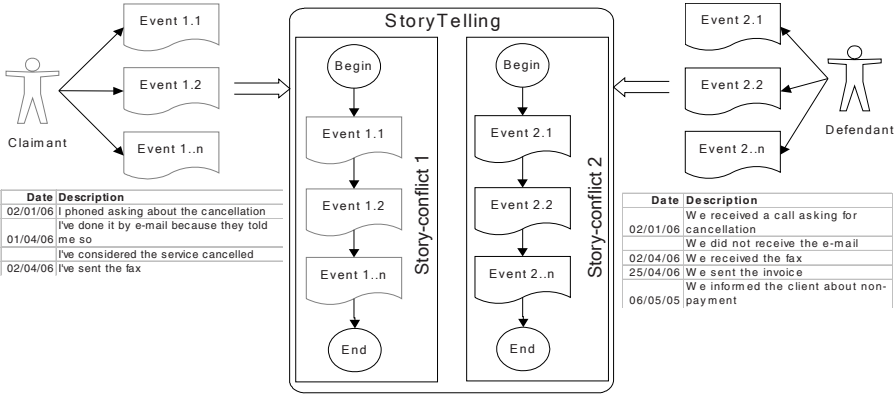 StoryTelling
Event 1.1
Event 1.2
Event 1..n
Claimant
Date Description
02/01/06 I phoned asking about the cancellation
I've done it by e-mail because they told
01/04/06 me so
I've considered the service cancelled
02/04/06 I've sent the fax
Begin
Event 1.1
Event 1.2
Event 1..n
End
Story-conflict 1
Begin
Event 2.1
Event 2.2
Event 2..n
End
Story-conflict 2
Event 2.1
Event 2.2
Event 2..n
Defendant
Date Description
We received a call asking for
02/01/06 cancellation
We did not receive the e-mail
02/04/06 We received the fax
25/04/06 We sent the invoice
We informed the client about non-
06/05/05 payment